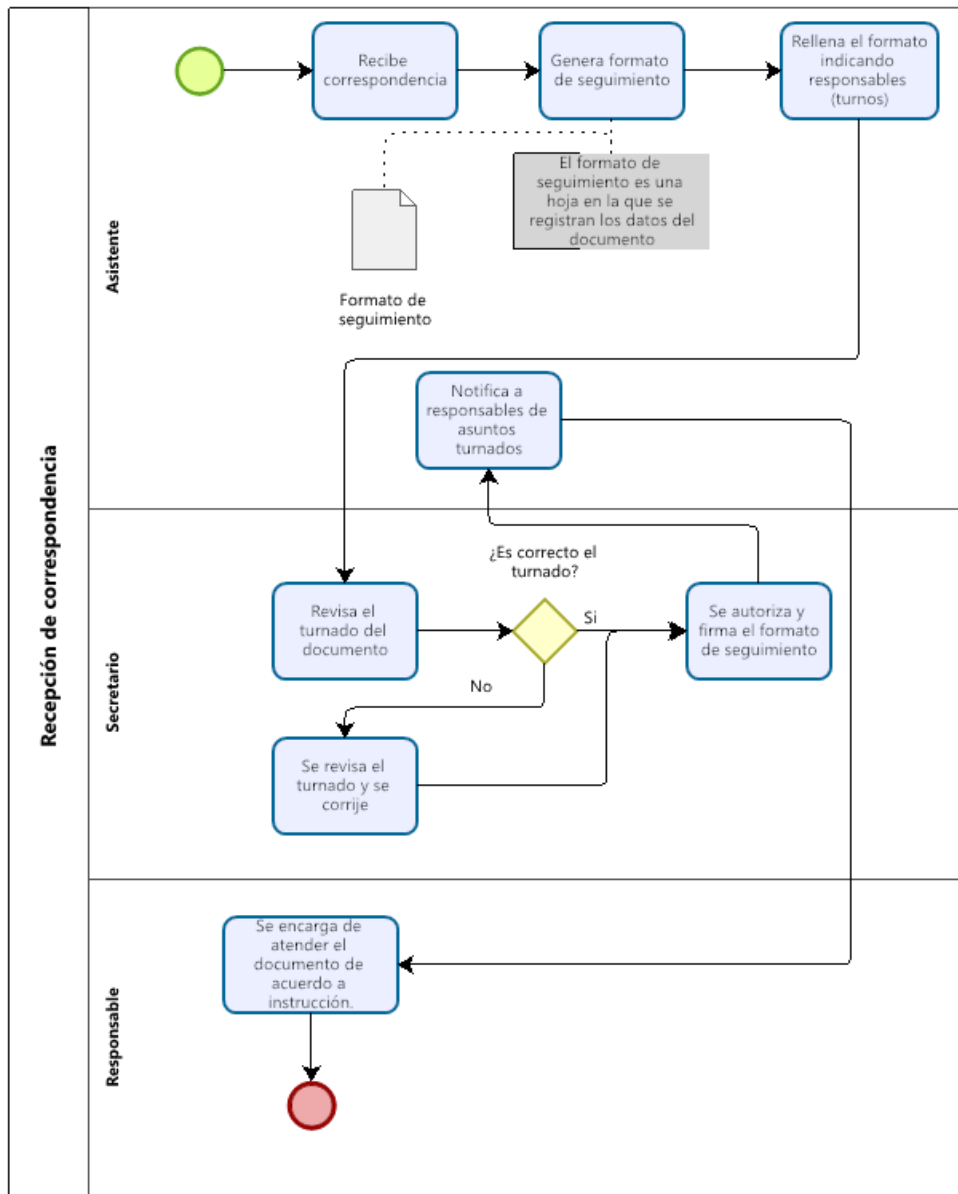 Recepción de correspondencia
Asistente
Recibe
correspondencia
Genera formato
de seguimiento
Rellena el formato
indicando
responsables
(turnos)
El formato de
seguimiento es una
hoja en la que se
registran los datos del
documento
Formato de
seguimiento
Notifica a
responsables de
asuntos
turnados
Secretario
¿Es correcto el
turnado?
Revisa el
turnado del
documento
Si
Se autoriza y
firma el formato
de seguimiento
No
Se revisa el
turnado y se
corrije
Responsable
Se encarga de
atender el
documento de
acuerdo a
instrucción.